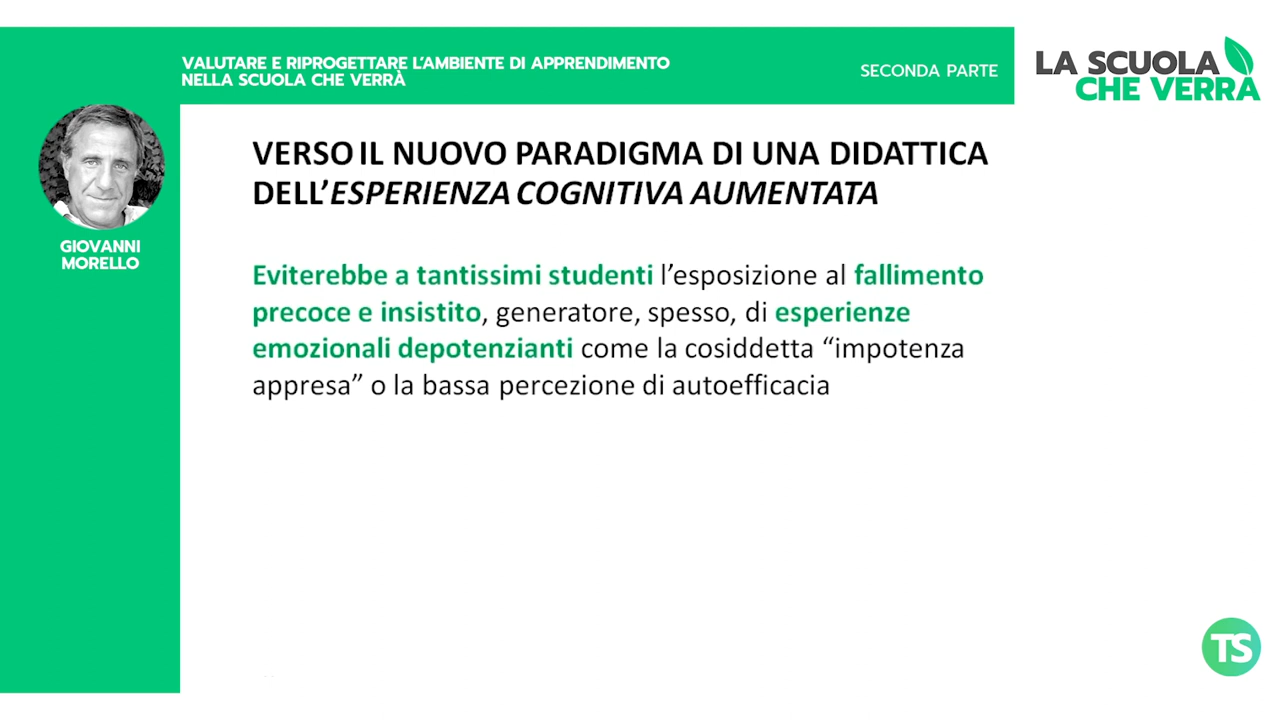 VALUTARE E RIPROGETTARE L'AMBIENTE DI APPRENDIMENTO
NELLA SCUOLA CHE VERRÀ
SECONDA PARTE
LA SCUOLA
CHE VERRÀ
GIOVANNI
MORELLO
VERSO IL NUOVO PARADIGMA DI UNA DIDATTICA
DELL'ESPERIENZA COGNITIVA AUMENTATA
Eviterebbe a tantissimi studenti l'esposizione al fallimento
precoce e insistito, generatore, spesso, di esperienze
emozionali depotenzianti come la cosiddetta “impotenza
appresa” o la bassa percezione di autoefficacia
TS